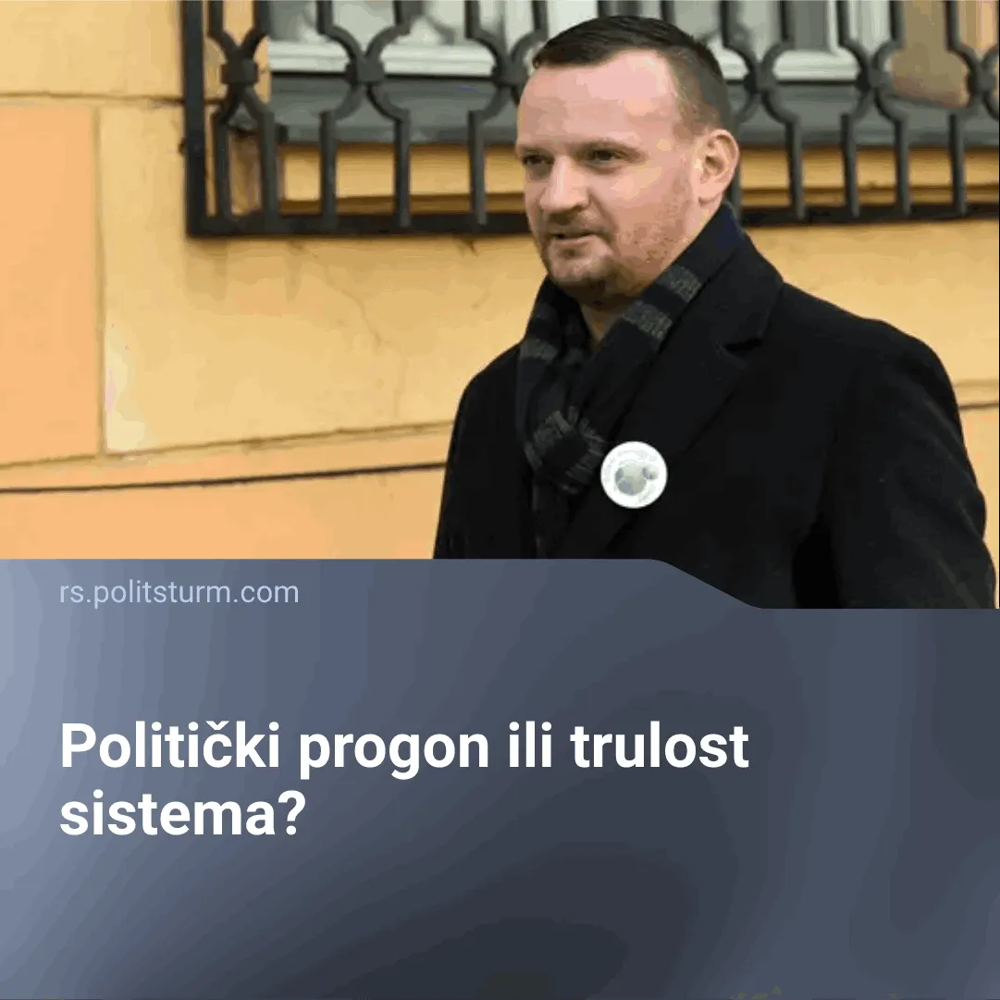 rs.politsturm.com
Politički progon ili trulost
sistema?